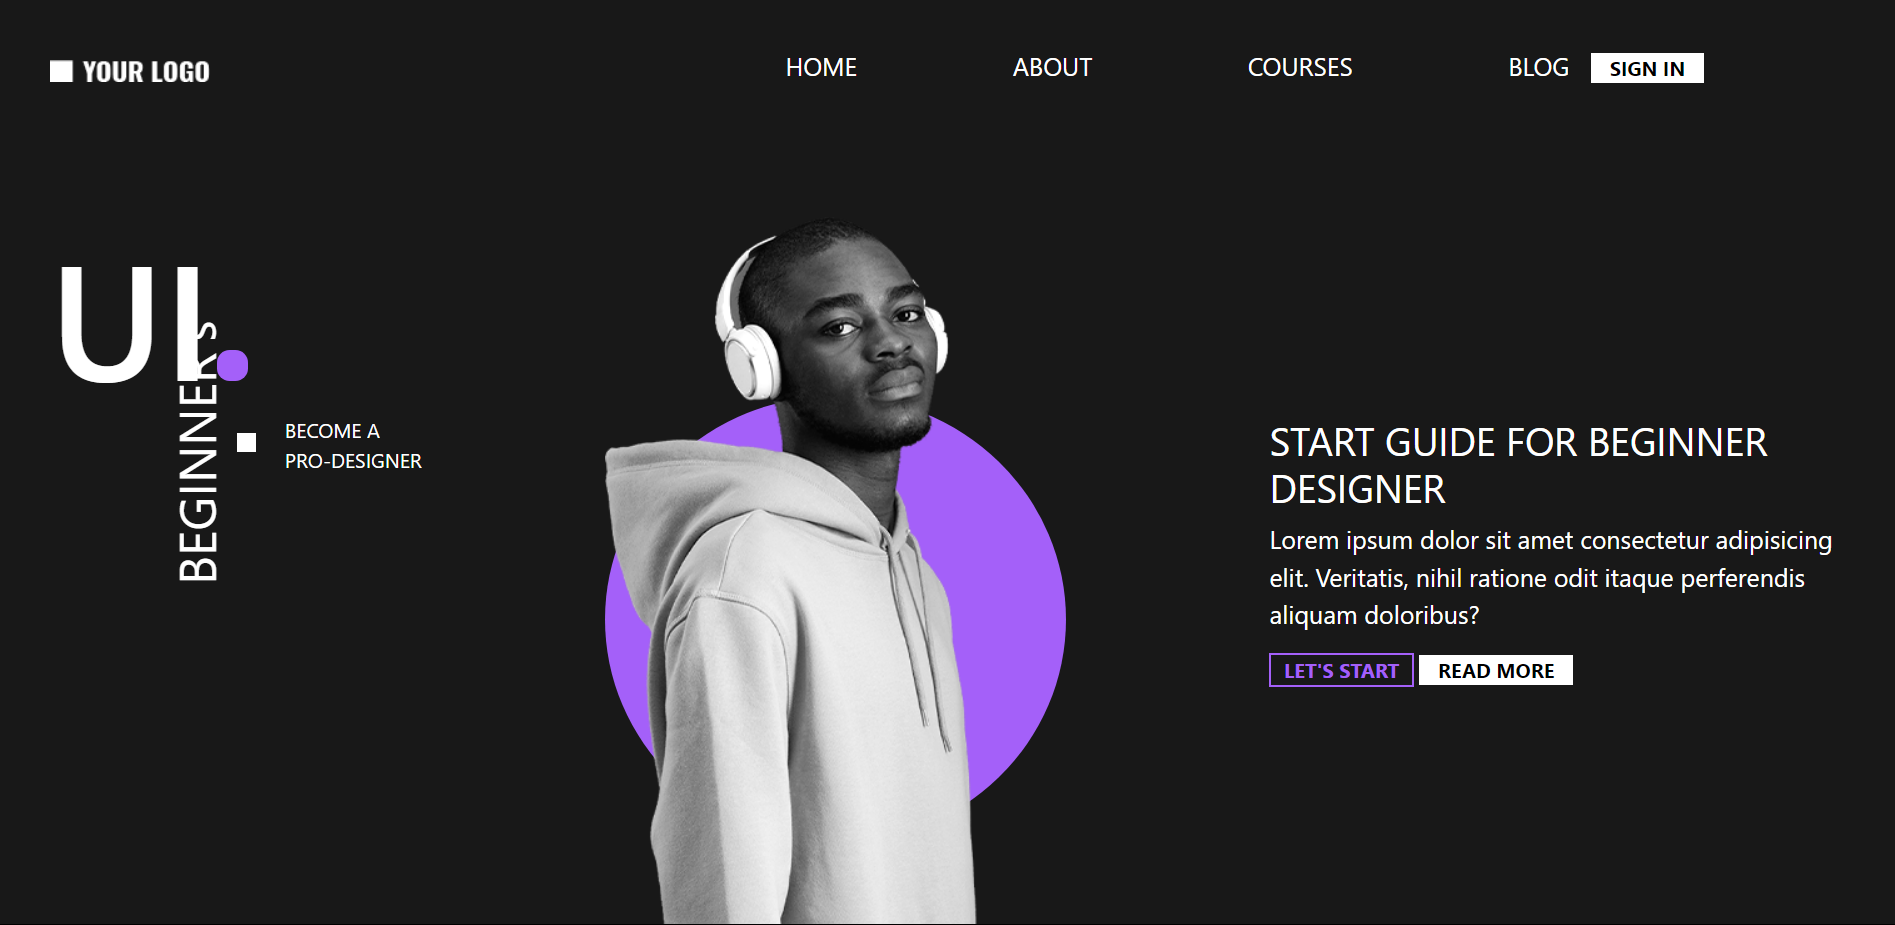 YOUR LOGO
HOME
ABOUT
COURSES
BLOG
SIGN IN
UI.
BEGINNERS
BECOME A
PRO-DESIGNER
START GUIDE FOR BEGINNER
DESIGNER
Lorem ipsum dolor sit amet consectetur adipisicing
elit. Veritatis, nihil ratione odit itaque perferendis
aliquam doloribus?
LET'S START
READ MORE